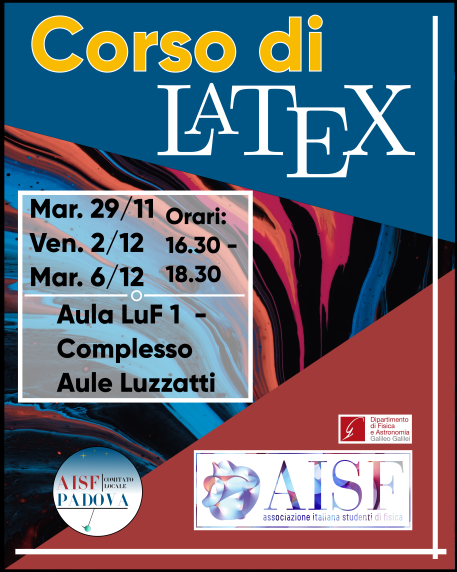 Corso di
LATEX
Mar. 29/11
Ven. 2/12
Mar. 6/12
Orari:
16.30 -
18.30
Aula LuF 1 -
Complesso
Aule Luzzatti
Dipartimento
di Fisica
e Astronomia
Galileo Galilei
AISF COMITATO
LOCALE
PADOVA
AISF
associazione italiana studenti di fisica